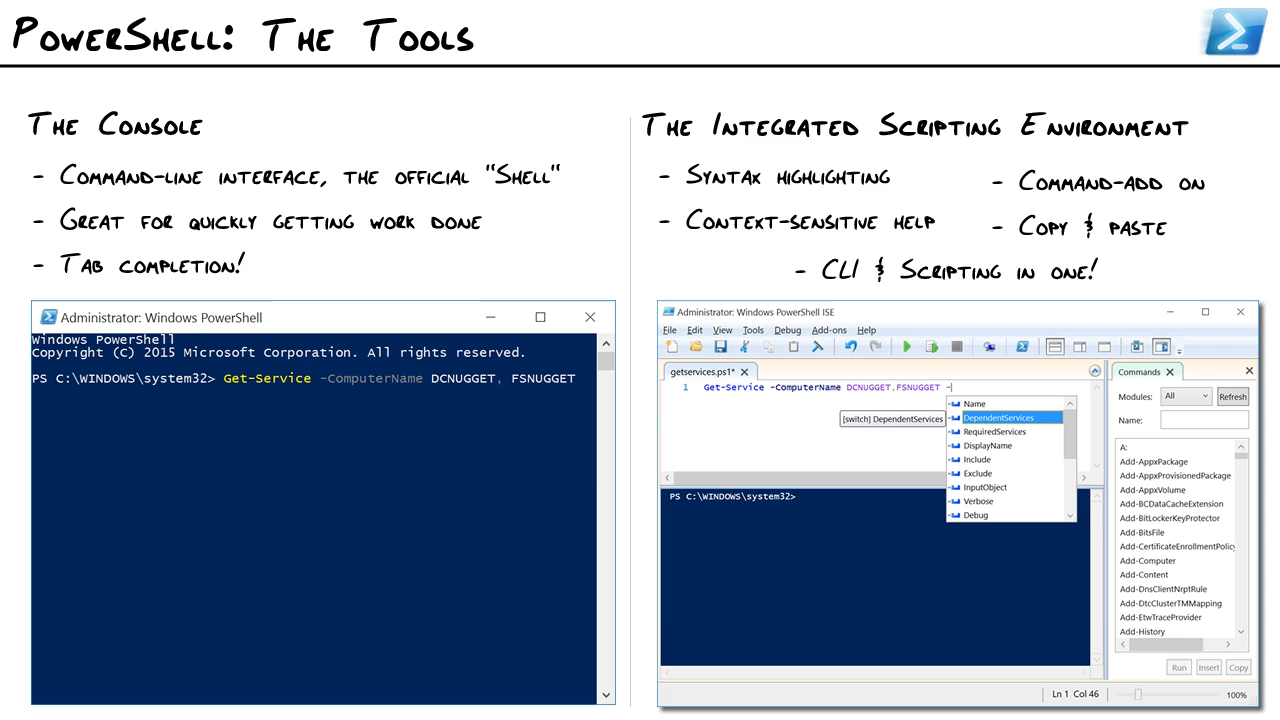 PowerShell: The Tools
The Console
- Command-line interface, the official "Shell"
- Great for quickly getting work done
- Tab completion!
Administrator: Windows PowerShell
Windows PowerShell
Copyright (C) 2015 Microsoft Corporation. All rights reserved.
PS C:\WINDOWS\system32> Get-Service -ComputerName DCNUGGET, FSNUGGET
The Integrated Scripting Environment
- Syntax highlighting
- Context-sensitive help
- Command-add on
- Copy & paste
- CLI & Scripting in one!
Administrator: Windows PowerShell ISE
File Edit View Tools Debug Add-ons Help
getservices.ps1*
1 Get-Service -ComputerName DCNUGGET,FSNUGGET -
[switch] DependentServices
Name
DependentServices
RequiredServices
DisplayName
Include
Exclude
InputObject
Verbose
Debug
PS C:\WINDOWS\system32>
Commands
Modules: All Refresh
Name:
A:
Add-AppxPackage
Add-AppxProvisionedPackage
Add-AppxVolume
Add-BCDataCacheExtension
Add-BitLockerKeyProtector
Add-BitsFile
Add-CertificateEnrollmentPolicy
Add-Computer
Add-Content
Add-DnsClientNrptRule
Add-DtcClusterTMMapping
Add-EtwTraceProvider
Add-History
Run Insert Copy
Ln 1 Col 46 100%